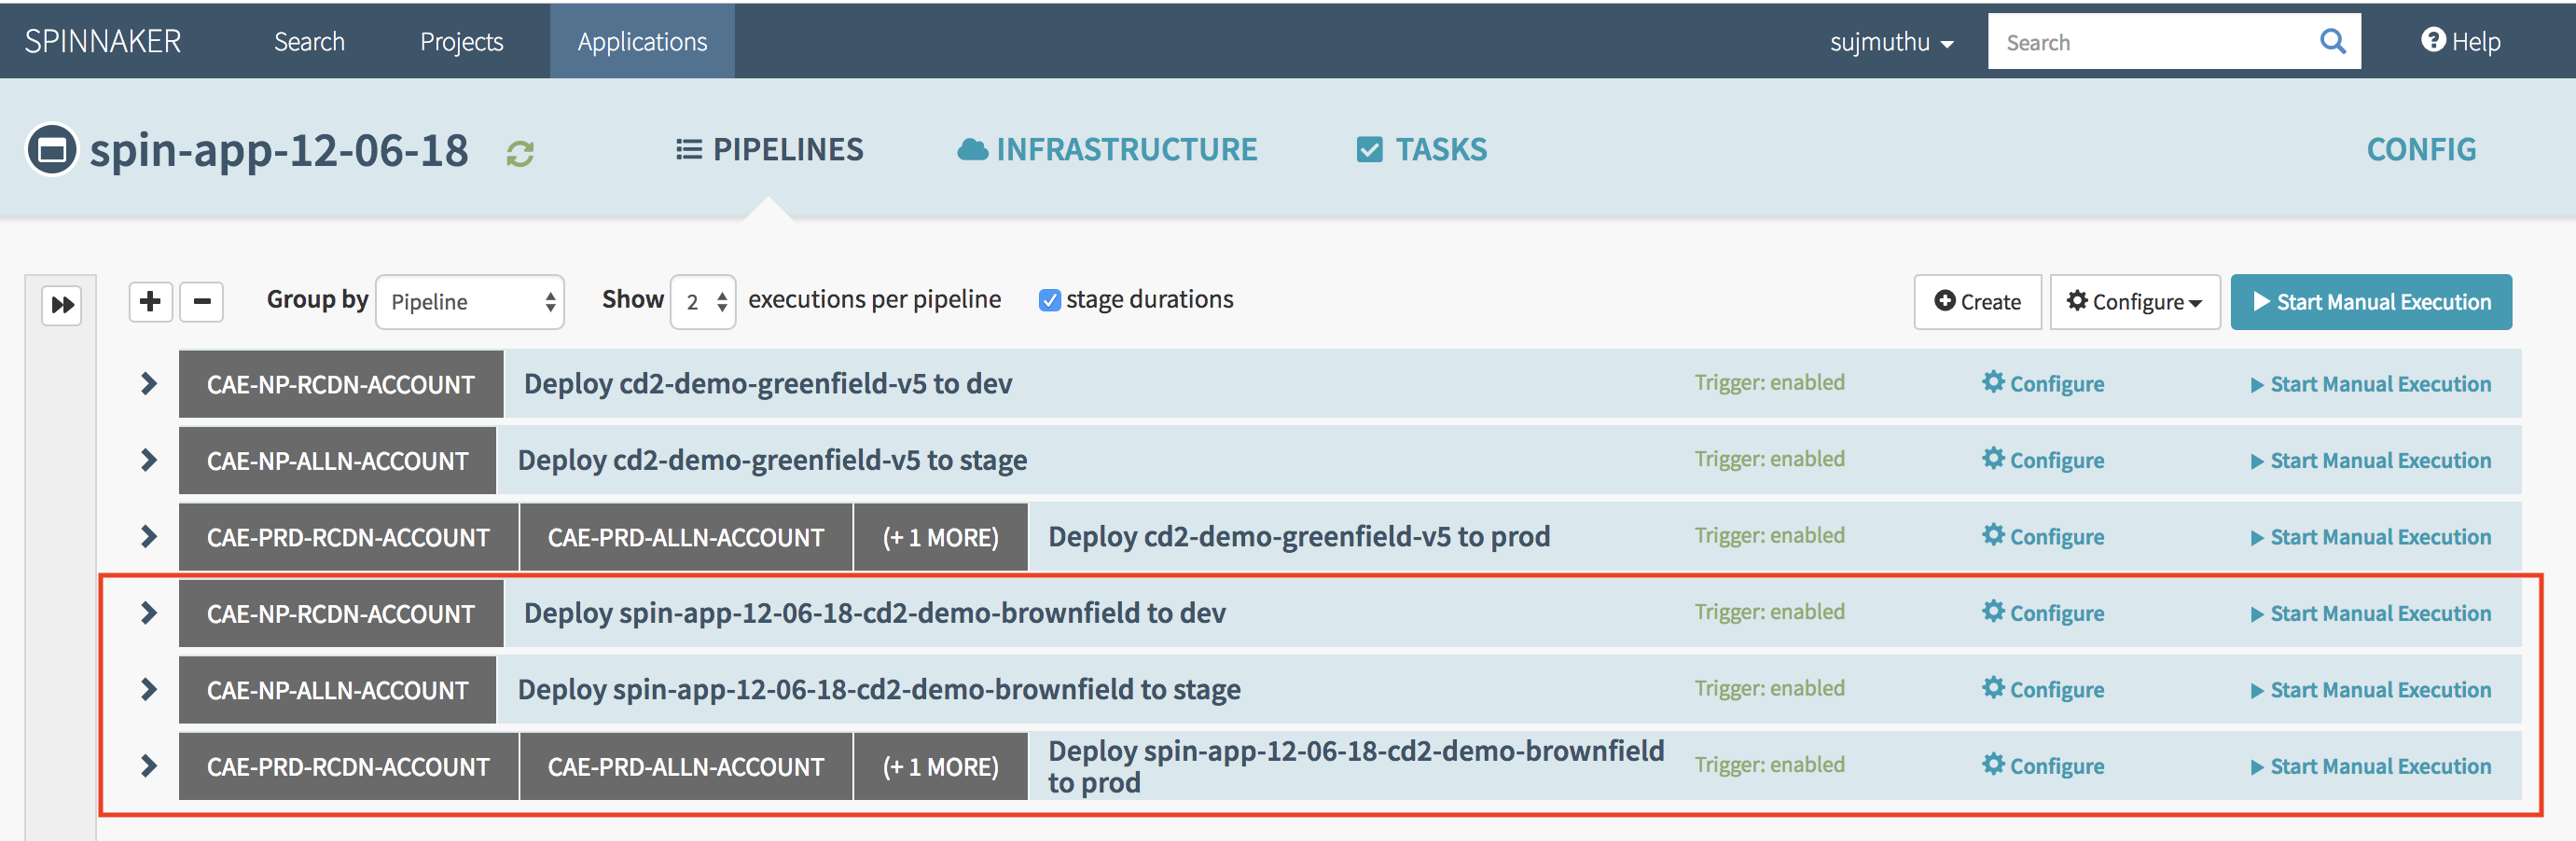 SPINNAKER Search Projects Applications sujmuthu Search Help
spin-app-12-06-18 PIPELINES INFRASTRUCTURE TASKS CONFIG
Group by Pipeline Show 2 executions per pipeline stage durations Create Configure Start Manual Execution
CAE-NP-RCDN-ACCOUNT Deploy cd2-demo-greenfield-v5 to dev Trigger: enabled Configure Start Manual Execution
CAE-NP-ALLN-ACCOUNT Deploy cd2-demo-greenfield-v5 to stage Trigger: enabled Configure Start Manual Execution
CAE-PRD-RCDN-ACCOUNT CAE-PRD-ALLN-ACCOUNT (+ 1 MORE) Deploy cd2-demo-greenfield-v5 to prod Trigger: enabled Configure Start Manual Execution
CAE-NP-RCDN-ACCOUNT Deploy spin-app-12-06-18-cd2-demo-brownfield to dev Trigger: enabled Configure Start Manual Execution
CAE-NP-ALLN-ACCOUNT Deploy spin-app-12-06-18-cd2-demo-brownfield to stage Trigger: enabled Configure Start Manual Execution
CAE-PRD-RCDN-ACCOUNT CAE-PRD-ALLN-ACCOUNT (+ 1 MORE) Deploy spin-app-12-06-18-cd2-demo-brownfield Trigger: enabled Configure Start Manual Execution
to prod